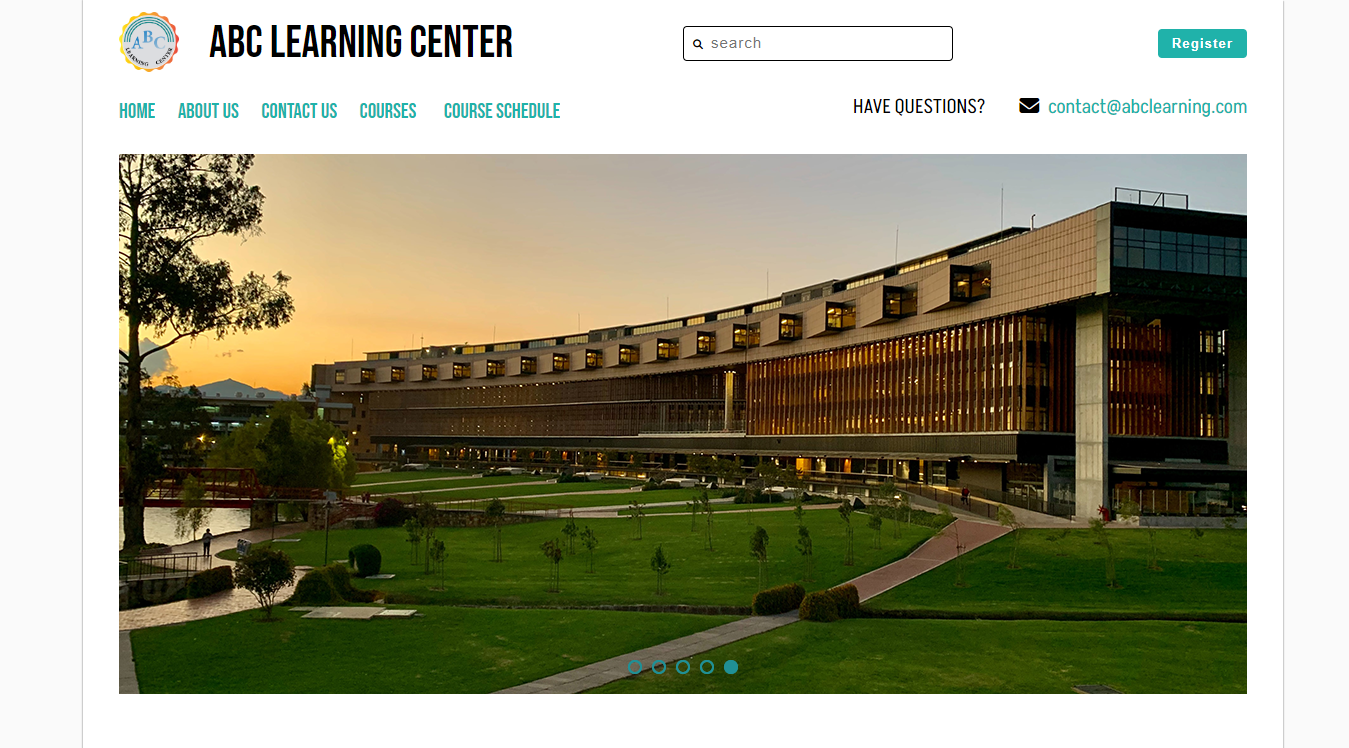 ABC
LEARNING CENTER
ABC LEARNING CENTER
search
Register
HOME ABOUT US CONTACT US COURSES COURSE SCHEDULE
HAVE QUESTIONS? contact@abclearning.com